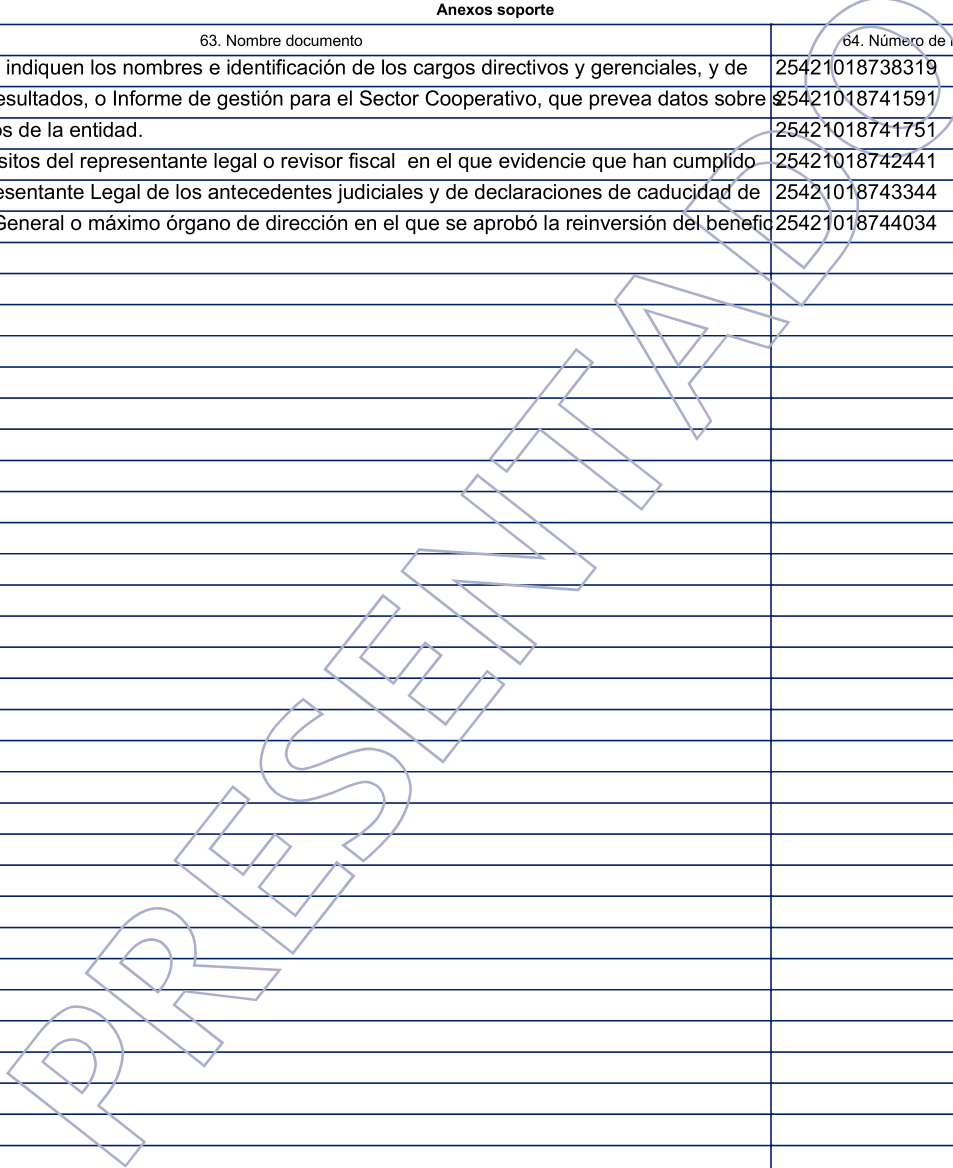 Anexos soporte
63. Nombre documento 64. Número de
indiquen los nombres e identificación de los cargos directivos y gerenciales, y de 25421018738319
esultados, o Informe de gestión para el Sector Cooperativo, que prevea datos sobre s 25421018741591
os de la entidad. 25421018741751
sitos del representante legal o revisor fiscal en el que evidencie que han cumplido 25421018742441
esentante Legal de los antecedentes judiciales y de declaraciones de caducidad de 25421018743344
General o máximo órgano de dirección en el que se aprobó la reinversión del benefic 25421018744034
PRESENTADO